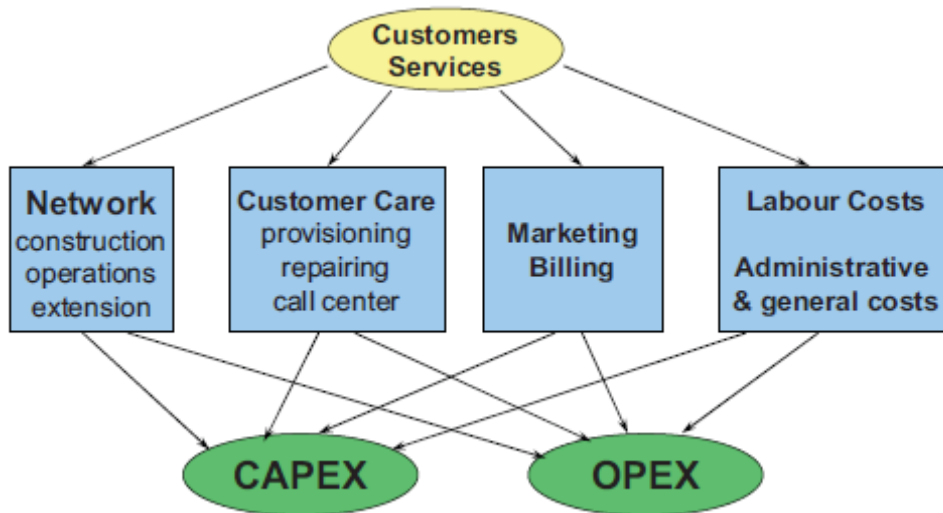 Customers
Services
Network
construction
operations
extension
Customer Care
provisioning
repairing
call center
Marketing
Billing
Labour Costs
Administrative
& general costs
CAPEX
OPEX